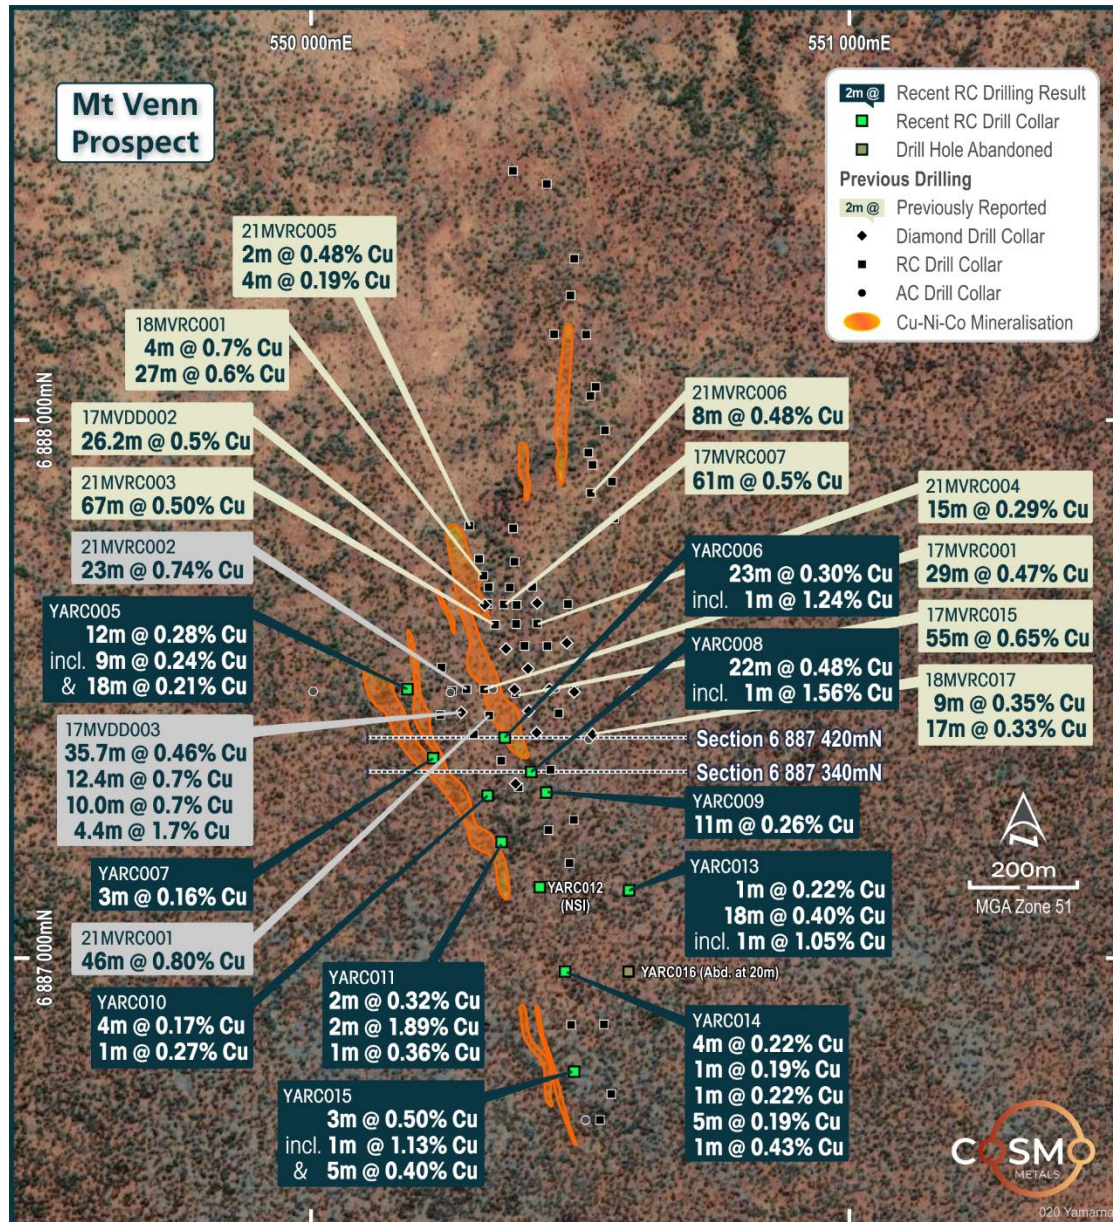 550 000mE
551 000mE
Mt Venn
Prospect
2m @ Recent RC Drilling Result
Recent RC Drill Collar
Drill Hole Abandoned
Previous Drilling
2m @ Previously Reported
Diamond Drill Collar
RC Drill Collar
AC Drill Collar
Cu-Ni-Co Mineralisation
21MVRC005
2m @ 0.48% Cu
4m @ 0.19% Cu
18MVRC001
4m @ 0.7% Cu
27m @ 0.6% Cu
17MVDD002
26.2m @ 0.5% Cu
21MVRC003
67m @ 0.50% Cu
21MVRC002
23m @ 0.74% Cu
YARC005
12m @ 0.28% Cu
incl. 9m @ 0.24% Cu
& 18m @ 0.21% Cu
17MVDD003
35.7m @ 0.46% Cu
12.4m @ 0.7% Cu
10.0m @ 0.7% Cu
4.4m @ 1.7% Cu
YARC007
3m @ 0.16% Cu
21MVRC001
46m @ 0.80% Cu
YARC010
4m @ 0.17% Cu
1m @ 0.27% Cu
6 888 000mN
6 887 000mN
21MVRC006
8m @ 0.48% Cu
17MVRC007
61m @ 0.5% Cu
21MVRC004
15m @ 0.29% Cu
17MVRC001
29m @ 0.47% Cu
17MVRC015
55m @ 0.65% Cu
18MVRC017
9m @ 0.35% Cu
17m @ 0.33% Cu
YARC006
23m @ 0.30% Cu
incl. 1m @ 1.24% Cu
YARC008
22m @ 0.48% Cu
incl. 1m @ 1.56% Cu
Section 6 887 420mN
Section 6 887 340mN
YARC009
11m @ 0.26% Cu
YARC012
(NSI)
YARC013
1m @ 0.22% Cu
18m @ 0.40% Cu
incl. 1m @ 1.05% Cu
YARC016 (Abd. at 20m)
YARC011
2m @ 0.32% Cu
2m @ 1.89% Cu
1m @ 0.36% Cu
YARC014
4m @ 0.22% Cu
1m @ 0.19% Cu
1m @ 0.22% Cu
5m @ 0.19% Cu
1m @ 0.43% Cu
YARC015
3m @ 0.50% Cu
incl. 1m @ 1.13% Cu
& 5m @ 0.40% Cu
N
200m
MGA Zone 51
COSMO
METALS
020 Yamarna